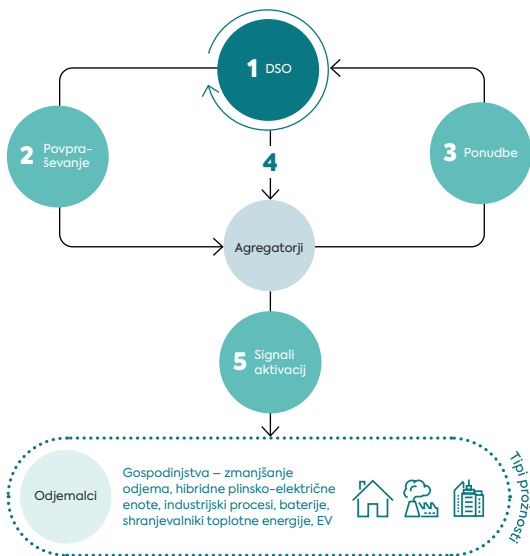 1 DSO
2 Povpra-
ševanje
3 Ponudbe
4
Agregatorji
5 Signali
aktivacij
Odjemalci
Gospodinjstva – zmanjšanje
odjema, hibridne plinsko-električne
enote, industrijski procesi, baterije,
shranjevalniki toplotne energije, EV
Tipi prožnosti